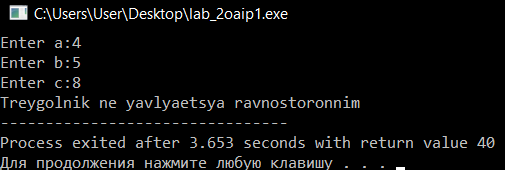 C:\Users\User\Desktop\lab_2oaip1.exe
Enter a:4
Enter b:5
Enter c:8
Treygolnik ne yavlyaetsya ravnostoronnim
--------------------------------
Process exited after 3.653 seconds with return value 40
Для продолжения нажмите любую клавишу . . .